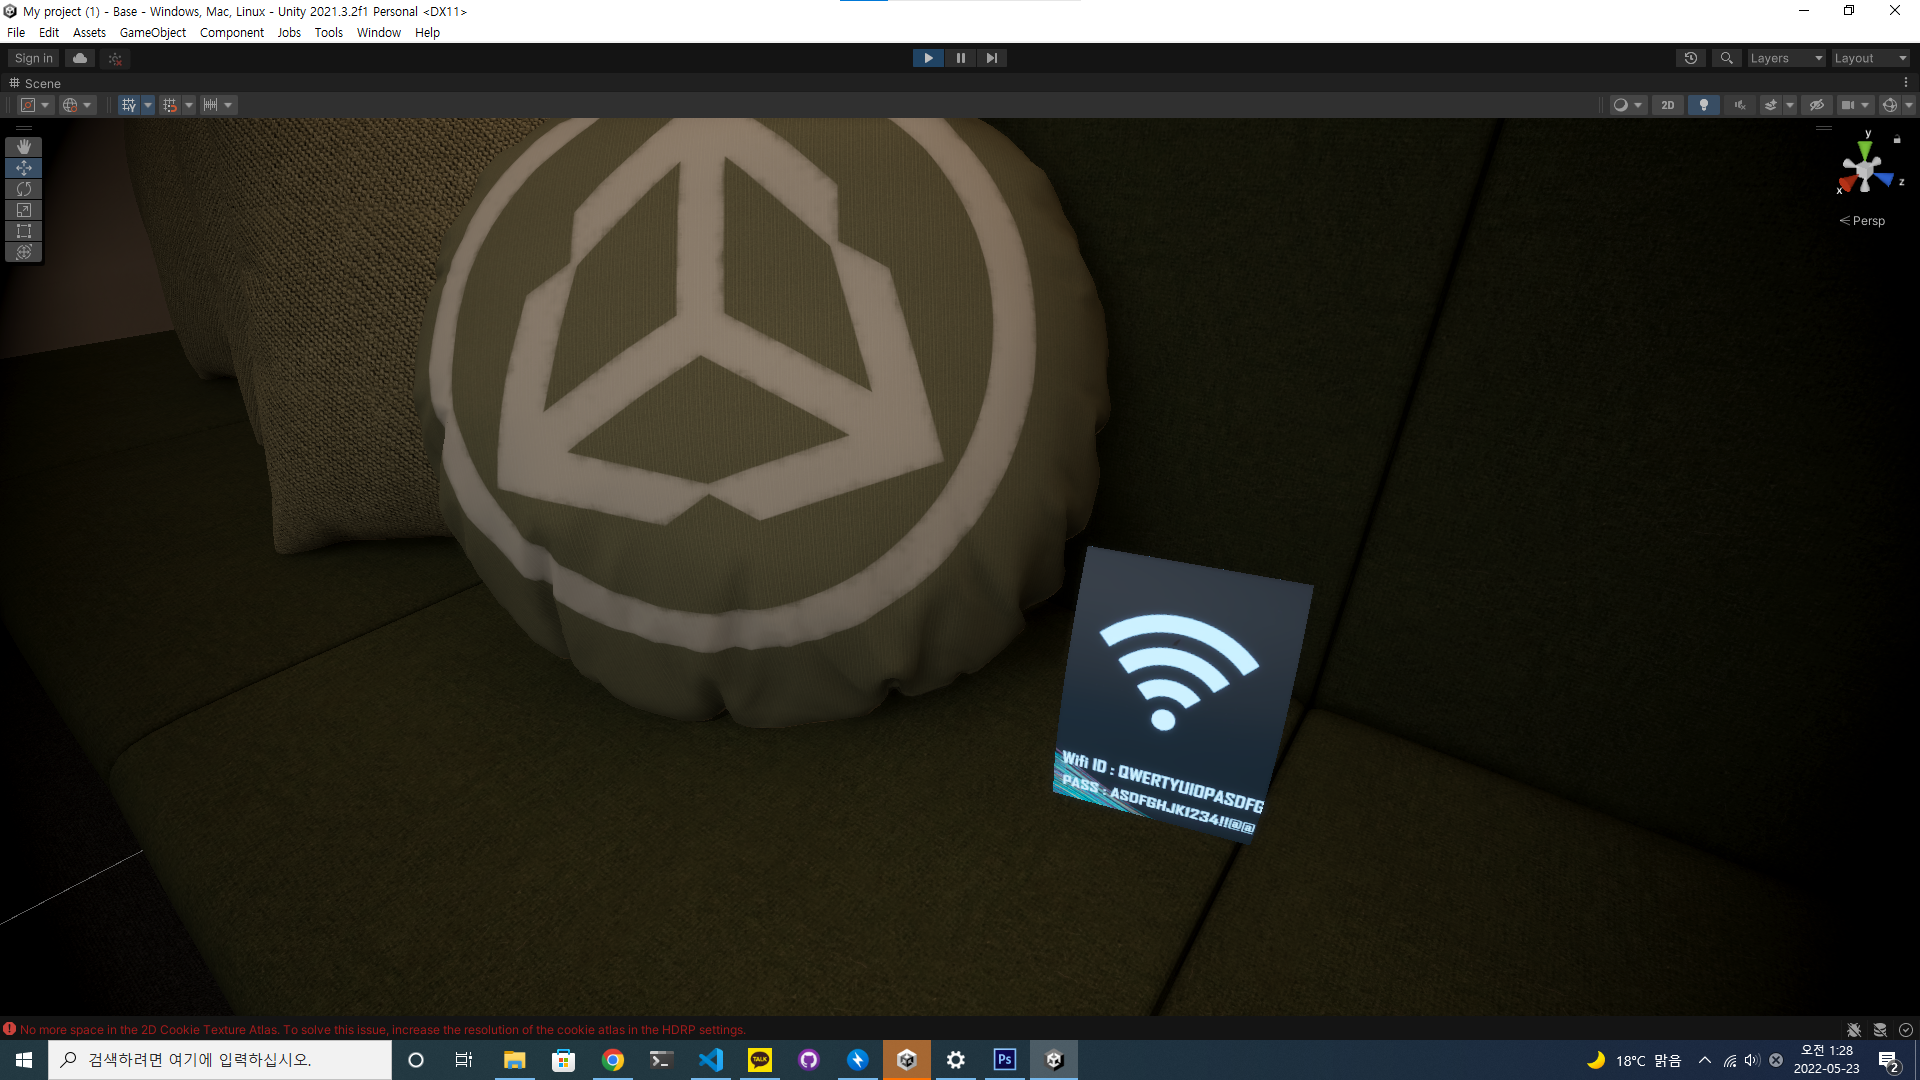 My project (1) - Base - Windows, Mac, Linux - Unity 2021.3.2f1 Personal <DX11>
File Edit Assets GameObject Component Jobs Tools Window Help
Sign in Layers Layout
Scene
2D
y
x z
Persp
Wifi ID : QWERTYUIOPASDFG
PASS : ASDFGHJK1234!!@@
No more space in the 2D Cookie Texture Atlas. To solve this issue, increase the resolution of the cookie atlas in the HDRP settings.
검색하려면 여기에 입력하십시오.
TALK
Ps
18°C 맑음
오전 1:28
2022-05-23
2